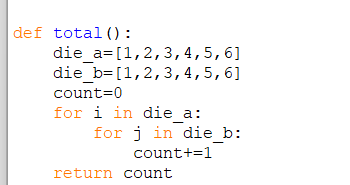 def total():
    die_a=[1,2,3,4,5,6]
    die_b=[1,2,3,4,5,6]
    count=0
    for i in die_a:
        for j in die_b:
            count+=1
    return count